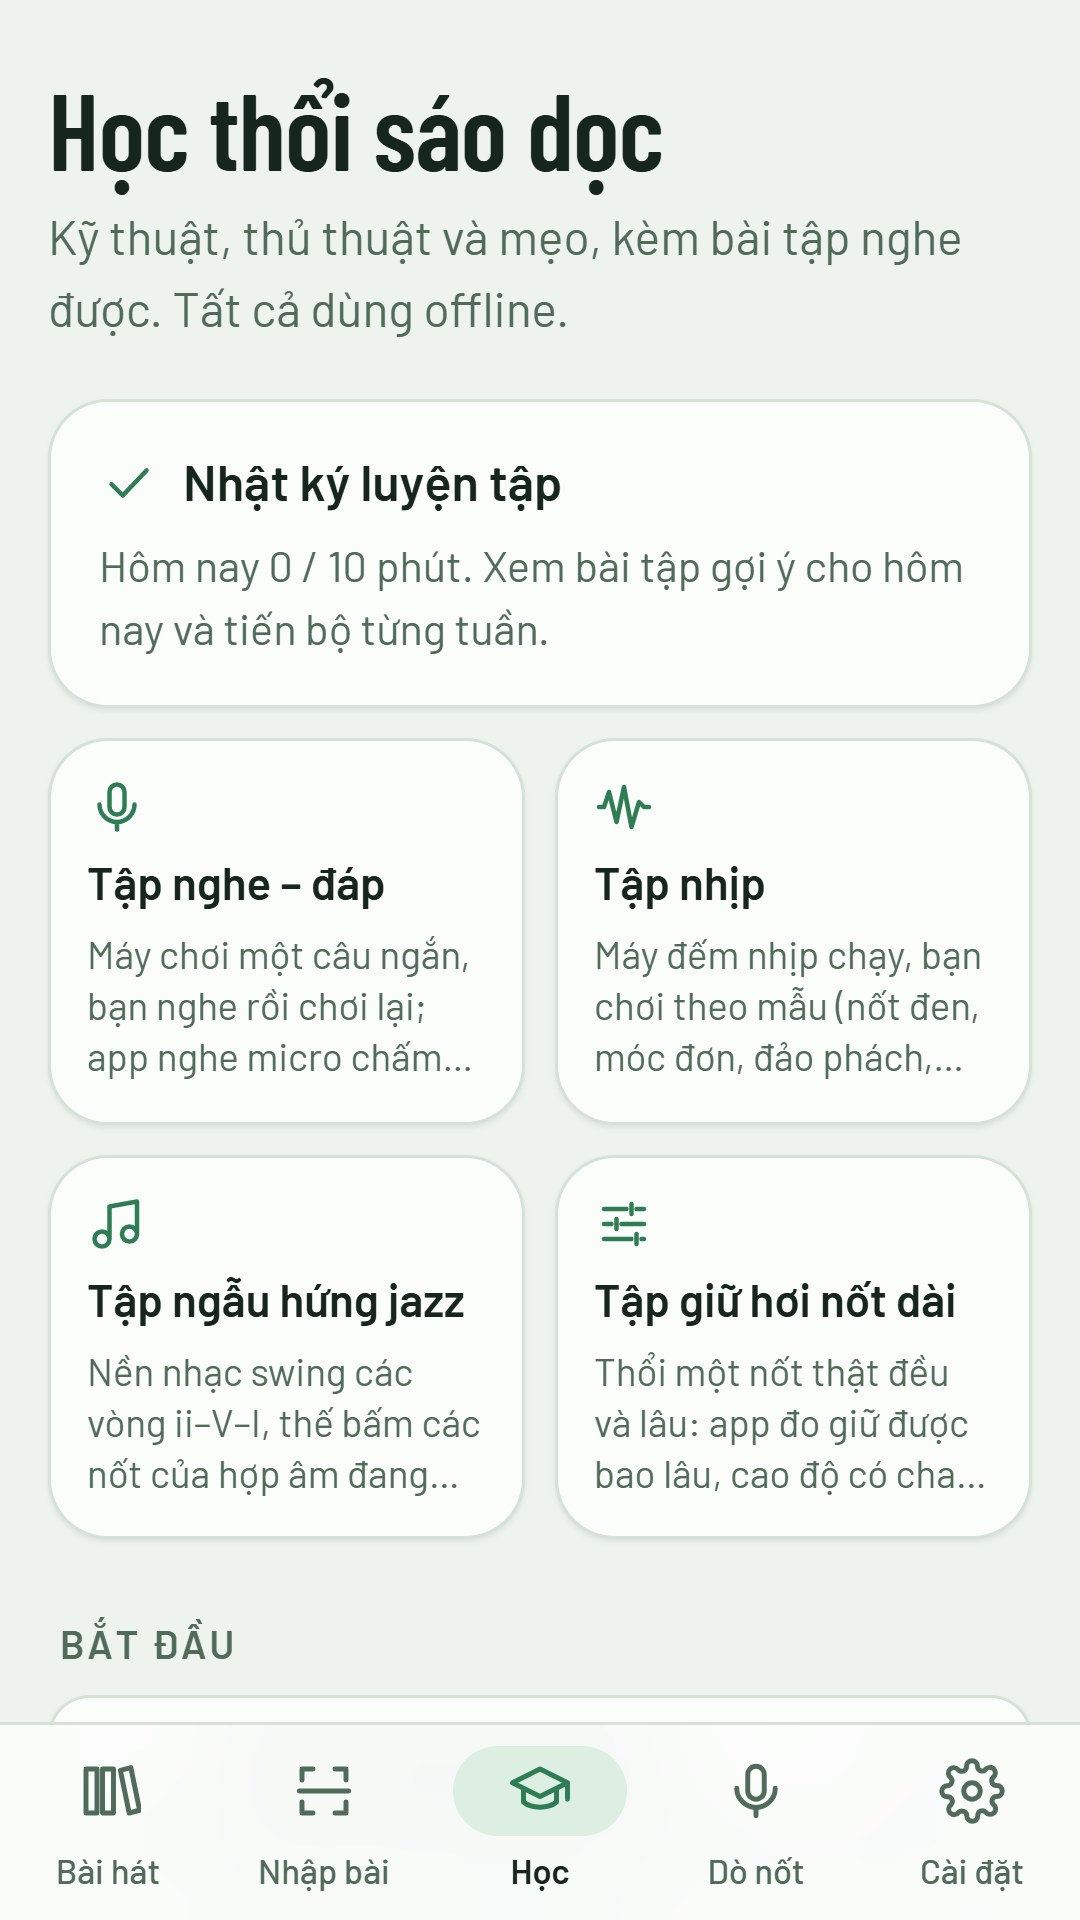 Học thổi sáo dọc
Kỹ thuật, thủ thuật và mẹo, kèm bài tập nghe
được. Tất cả dùng offline.
Nhật ký luyện tập
Hôm nay 0 / 10 phút. Xem bài tập gợi ý cho hôm
nay và tiến bộ từng tuần.
Tập nghe – đáp
Máy chơi một câu ngắn,
bạn nghe rồi chơi lại;
app nghe micro chấm...
Tập nhịp
Máy đếm nhịp chạy, bạn
chơi theo mẫu (nốt đen,
móc đơn, đảo phách,...
Tập ngẫu hứng jazz
Nền nhạc swing các
vòng ii–V–I, thế bấm các
nốt của hợp âm đang...
Tập giữ hơi nốt dài
Thổi một nốt thật đều
và lâu: app đo giữ được
bao lâu, cao độ có cha...
BẮT ĐẦU
Bài hát
Nhập bài
Học
Dò nốt
Cài đặt